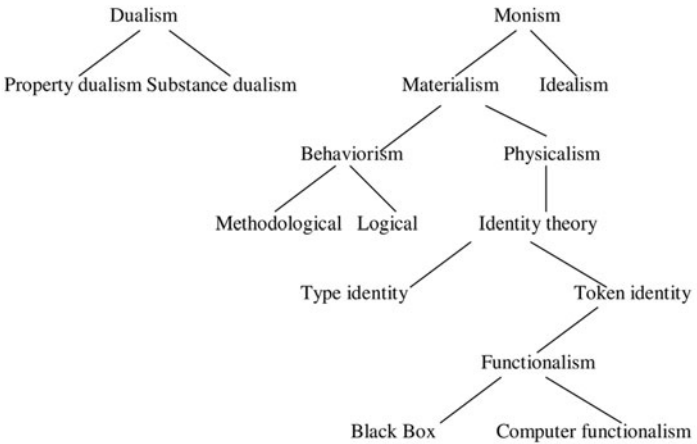 Dualism Monism
Property dualism Substance dualism Materialism Idealism
Behaviorism Physicalism
Methodological Logical Identity theory
Type identity Token identity
Functionalism
Black Box Computer functionalism